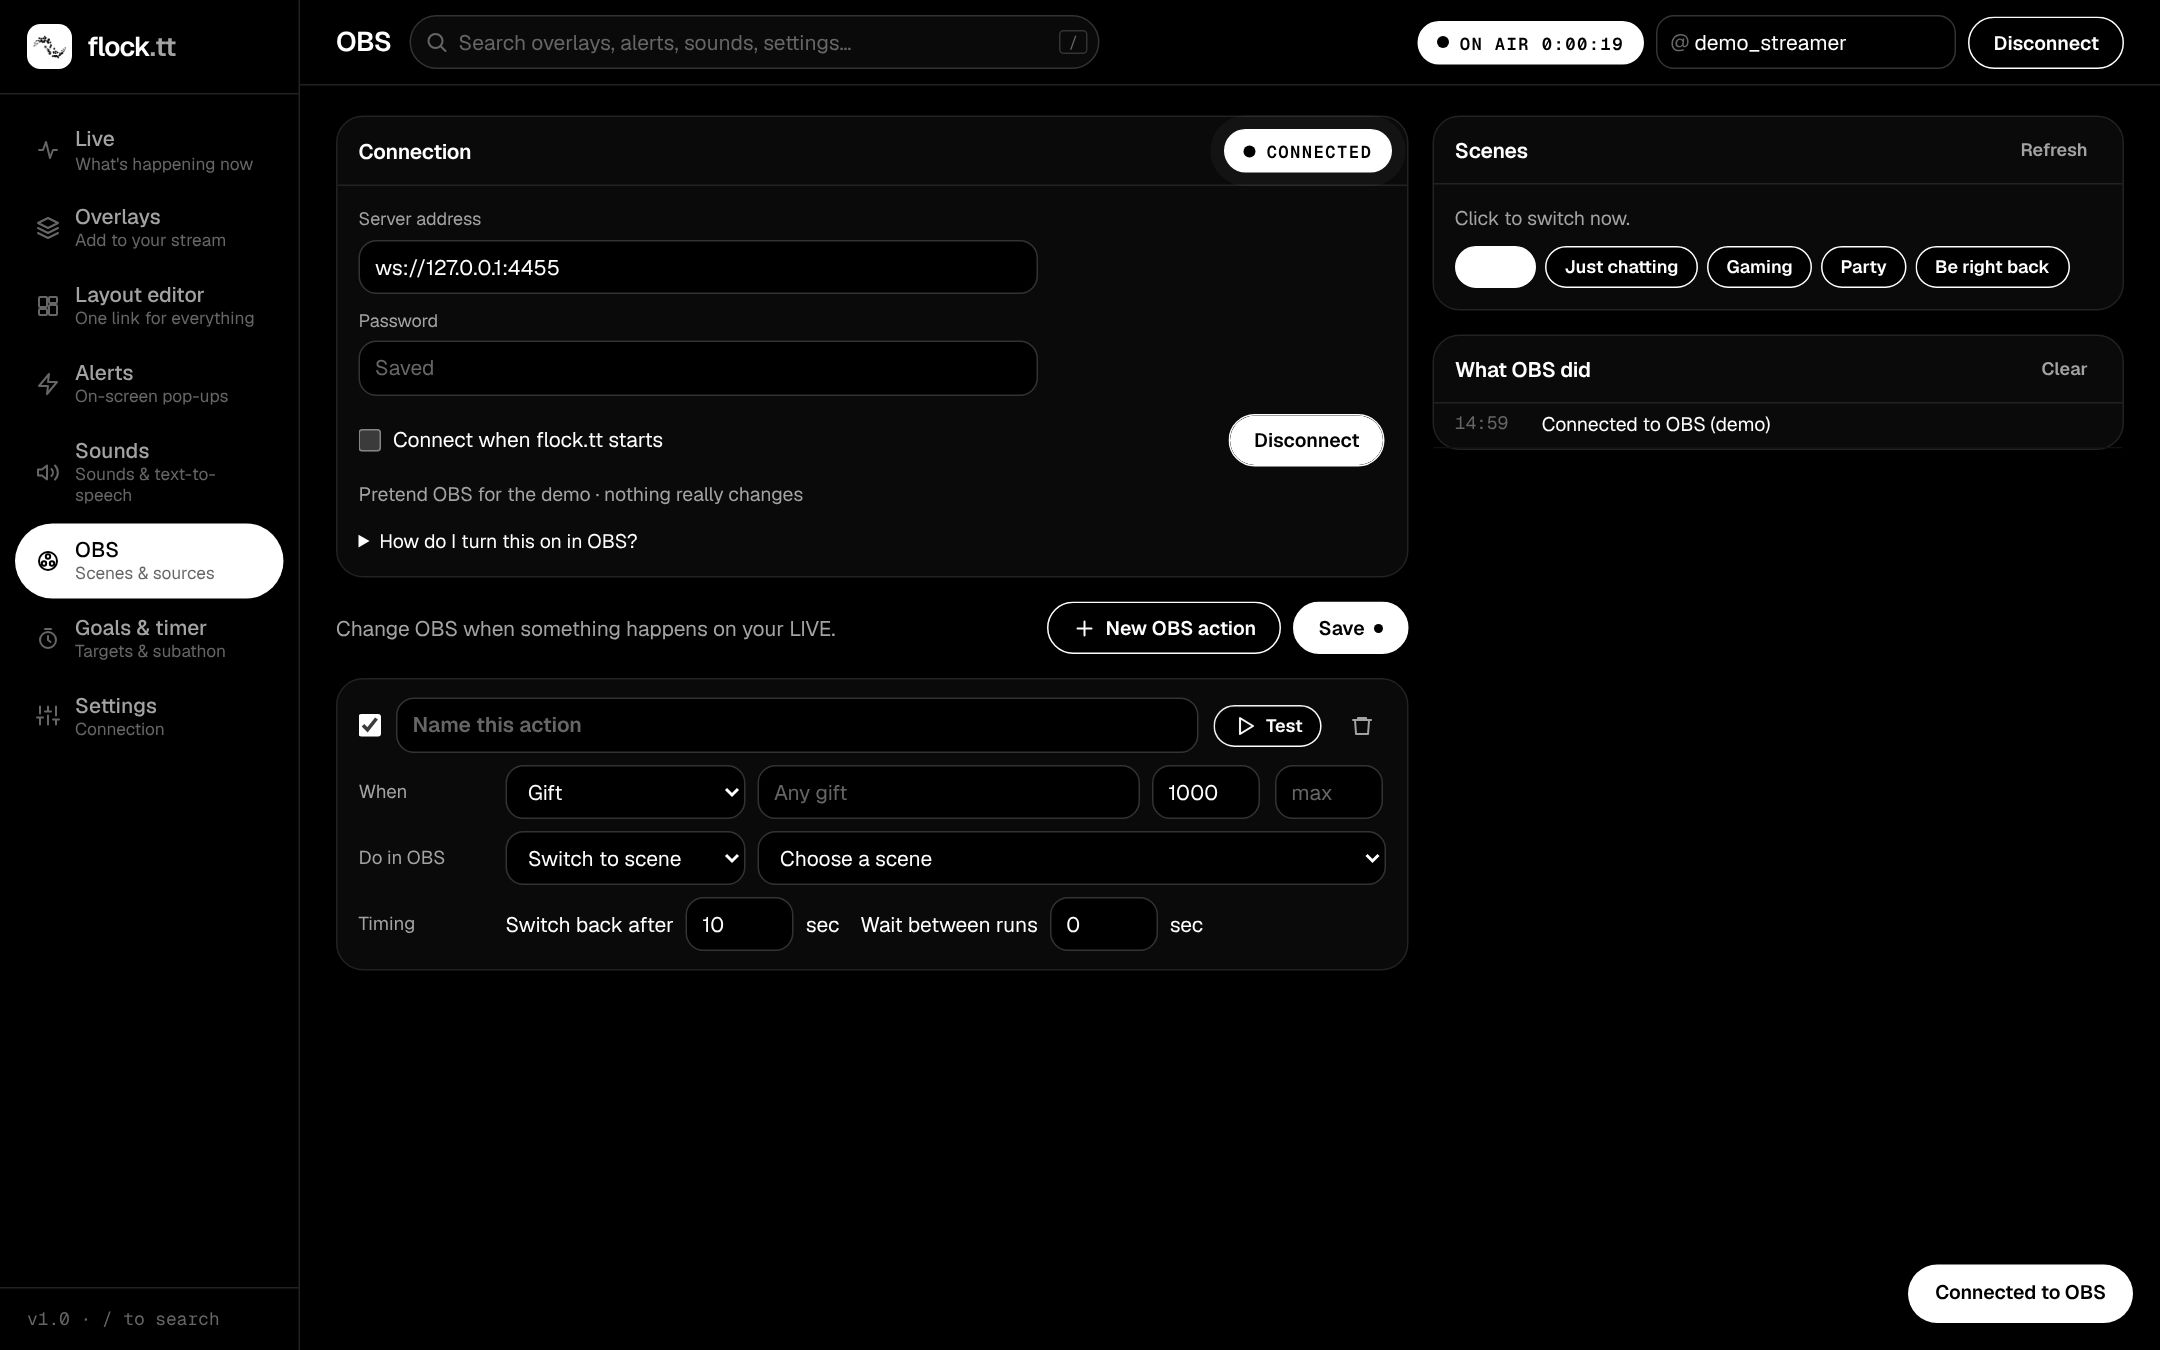 flock.tt
OBS
Search overlays, alerts, sounds, settings...
/
ON AIR 0:00:19
@ demo_streamer
Disconnect
Live
What's happening now
Overlays
Add to your stream
Layout editor
One link for everything
Alerts
On-screen pop-ups
Sounds
Sounds & text-to-
speech
OBS
Scenes & sources
Goals & timer
Targets & subathon
Settings
Connection
v1.0 · / to search
Connection
CONNECTED
Server address
ws://127.0.0.1:4455
Password
Saved
Connect when flock.tt starts
Disconnect
Pretend OBS for the demo · nothing really changes
How do I turn this on in OBS?
Change OBS when something happens on your LIVE.
New OBS action
Save
Name this action
Test
When
Gift
Any gift
1000
max
Do in OBS
Switch to scene
Choose a scene
Timing
Switch back after
10
sec
Wait between runs
0
sec
Scenes
Refresh
Click to switch now.
Just chatting
Gaming
Party
Be right back
What OBS did
Clear
14:59
Connected to OBS (demo)
Connected to OBS